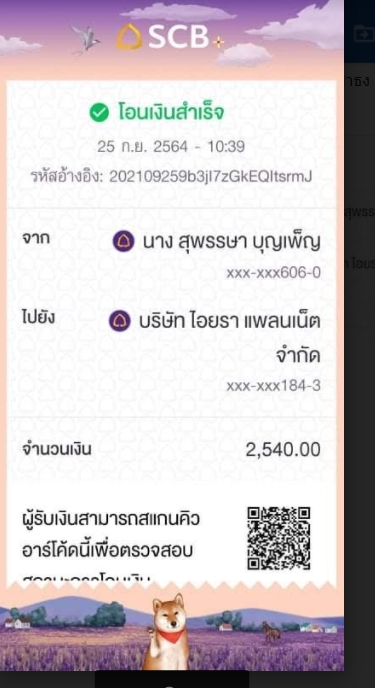 SCB
โอนเงินสำเร็จ
25 ก.ย. 2564 - 10:39
รหัสอ้างอิง: 202109259b3jI7zGkEQItsrmJ
จาก
นาง สุพรรษา บุญเพ็ญ
xxx-xxx606-0
ไปยัง
บริษัท ไอยรา แพลนเน็ต
จำกัด
xxx-xxx184-3
จำนวนเงิน
2,540.00
ผู้รับเงินสามารถสแกนคิว
อาร์โค้ดนี้เพื่อตรวจสอบ